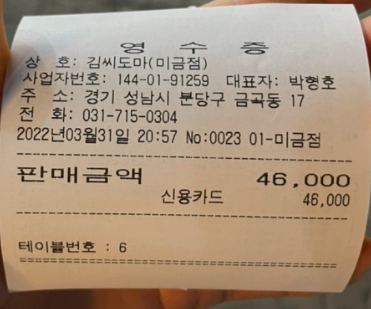 영 수 증
상 호: 김씨도마(미금점)
사업자번호: 144-01-91259 대표자: 박형호
주 소: 경기 성남시 분당구 금곡동 17
전 화: 031-715-0304
2022년03월31일 20:57 No:0023 01-미금점
판매금액 46,000
신용카드 46,000
테이블번호 : 6